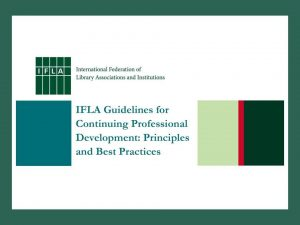 IFLA
International Federation of
Library Associations and Institutions
IFLA Guidelines for
Continuing Professional
Development: Principles
and Best Practices